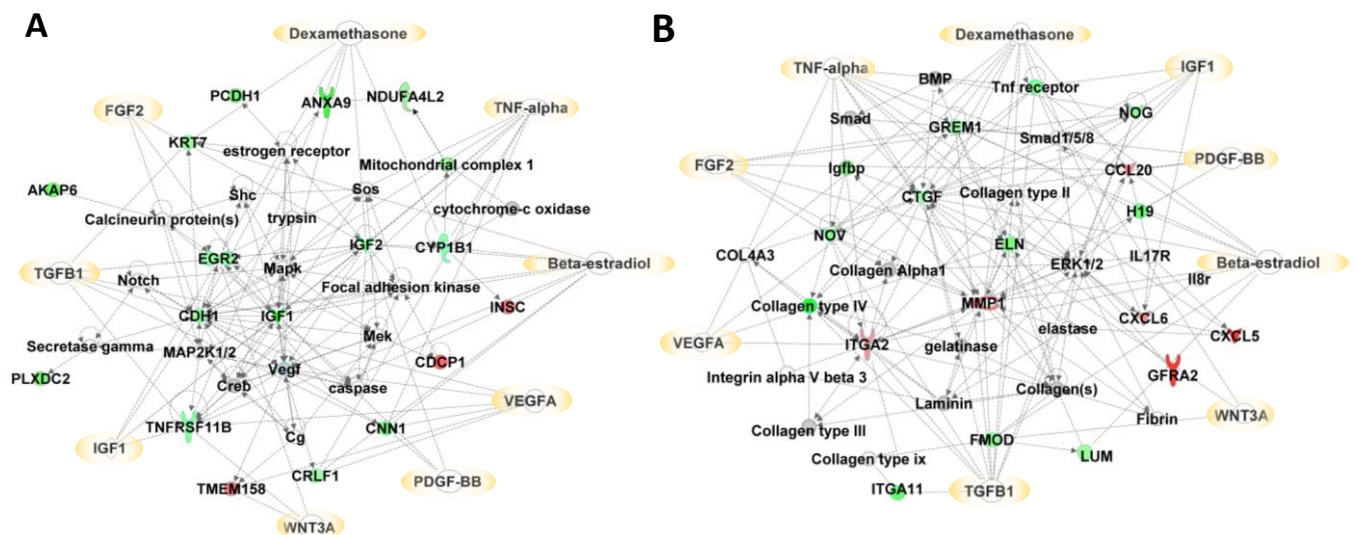 A
Dexamethasone
PCDH1
ANXA9
NDUFA4L2
FGF2
TNF-alpha
KRT7
estrogen receptor
Mitochondrial complex 1
AKAP6
Shc
Sos
Calcineurin protein(s)
trypsin
cytochrome-c oxidase
IGF2
CYP1B1
EGR2
Mapk
TGFB1
Notch
Focal adhesion kinase
Beta-estradiol
INSC
CDH1
IGF1
Mek
Secretase gamma
MAP2K1/2
CDCP1
PLXDC2
Creb
Vegf
caspase
VEGFA
TNFRSF11B
Cg
CNN1
IGF1
CRLF1
TMEM158
PDGF-BB
WNT3A
B
Dexamethasone
TNF-alpha
BMP
Tnf receptor
IGF1
Smad
GREM1
NOG
Smad1/5/8
FGF2
Igfbp
CCL20
PDGF-BB
CTGF
Collagen type II
H19
NOV
ELN
COL4A3
Collagen Alpha1
ERK1/2
IL17R
Beta-estradiol
Il8r
Collagen type IV
MMP1
CXCL6
elastase
CXCL5
VEGFA
ITGA2
gelatinase
GFRA2
Integrin alpha V beta 3
Collagen(s)
Laminin
WNT3A
Fibrin
Collagen type III
FMOD
LUM
Collagen type ix
ITGA11
TGFB1